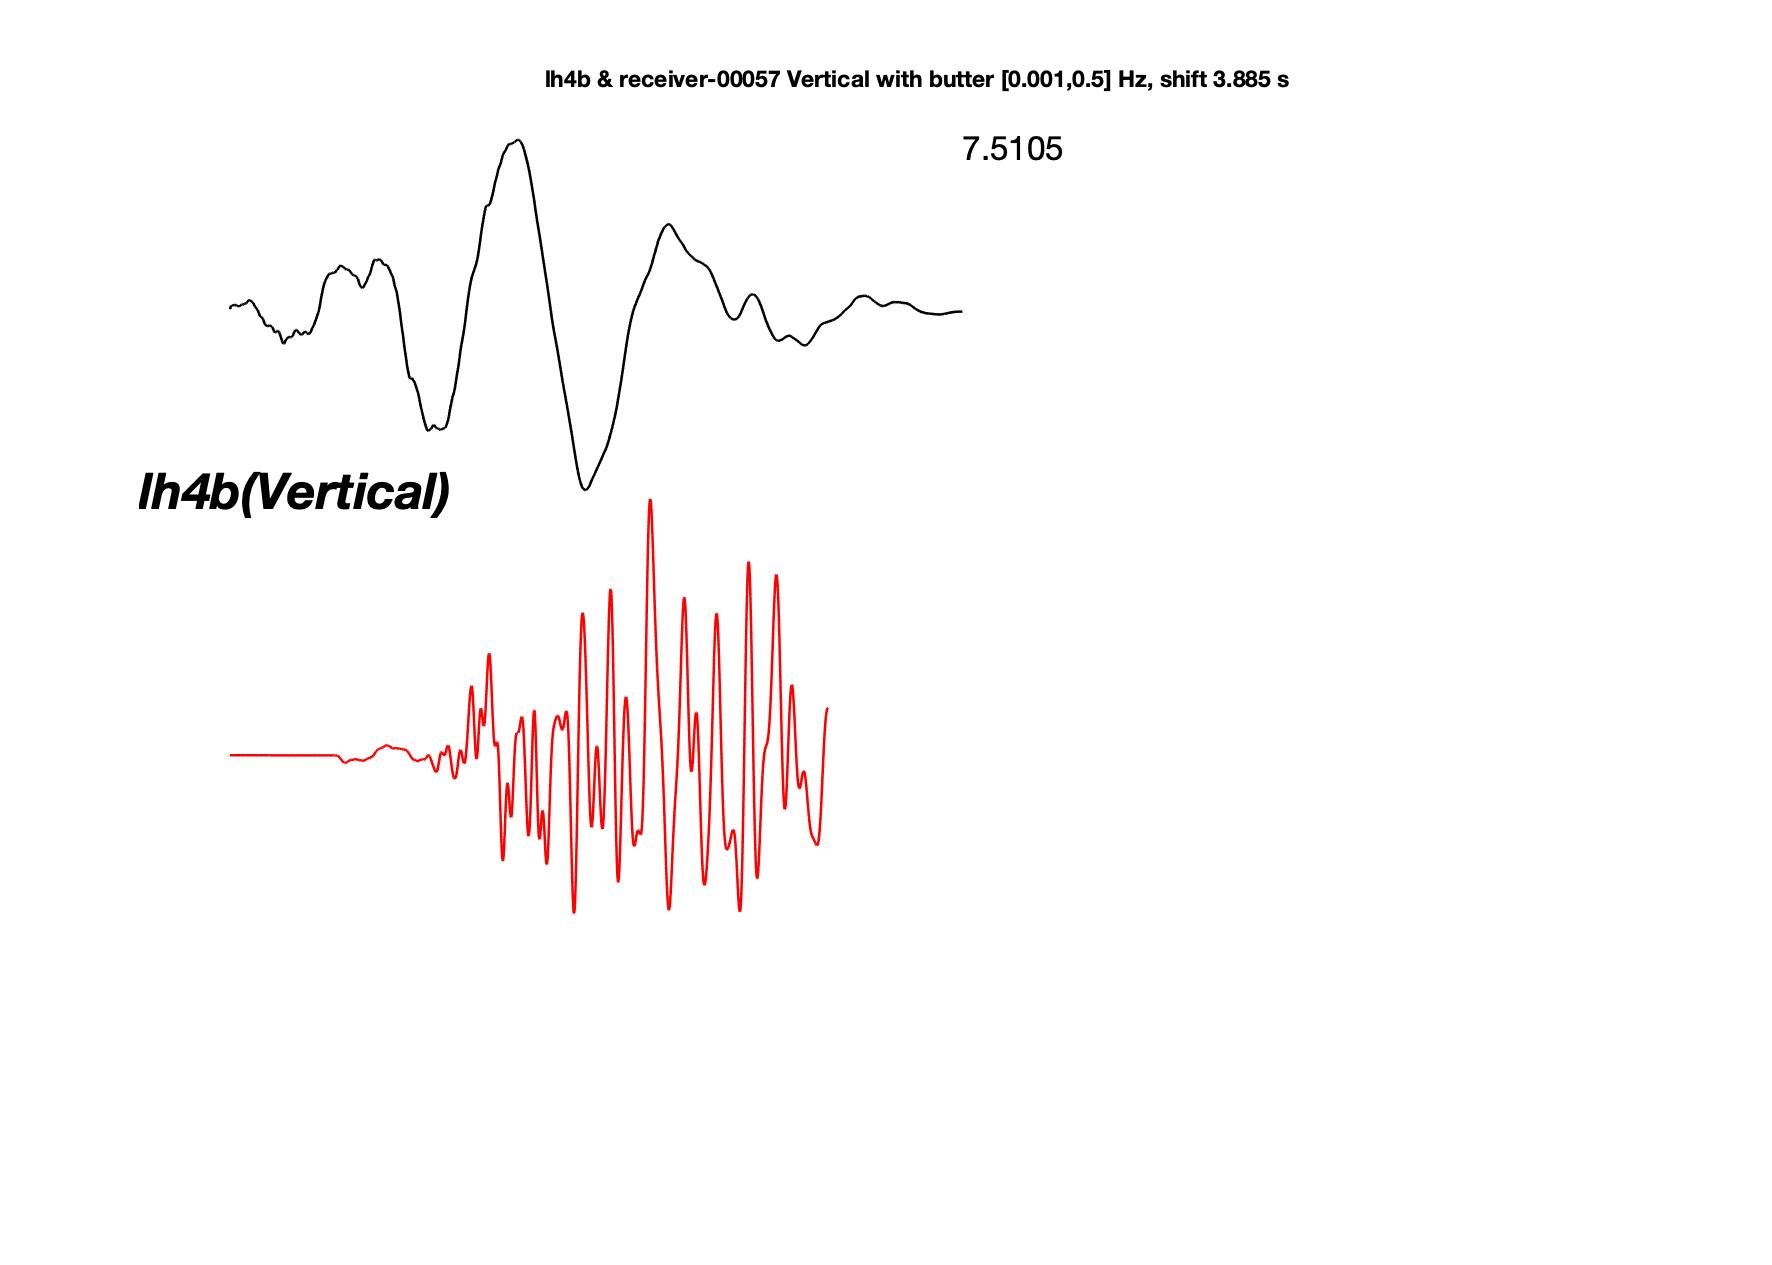 lh4b & receiver-00057 Vertical with butter [0.001,0.5] Hz, shift 3.885 s
7.5105
lh4b(Vertical)